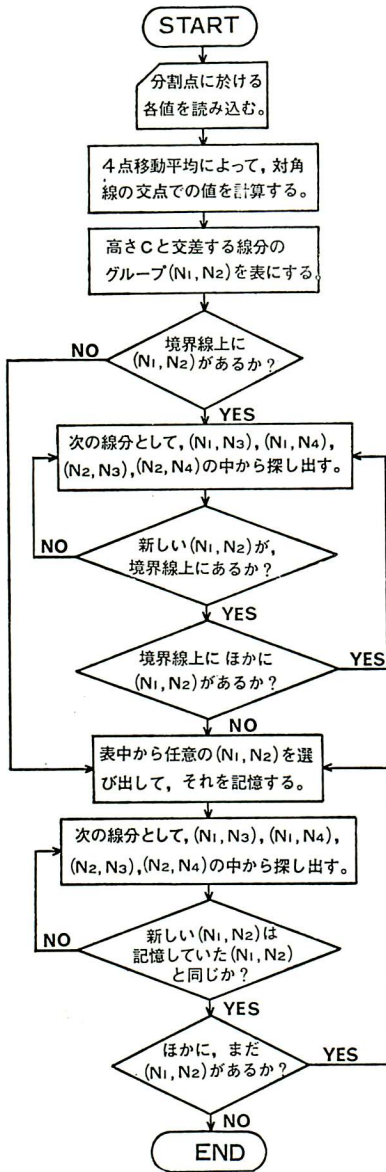 START
分割点に於ける
各値を読み込む。
4点移動平均によって，対角
線の交点での値を計算する。
高さCと交差する線分の
グループ(N1, N2)を表にする。
境界線上に
(N1, N2)があるか？
NO
YES
次の線分として，(N1, N3)，(N1, N4)，
(N2, N3)，(N2, N4)の中から探し出す。
新しい(N1, N2)が，
境界線上にあるか？
NO
YES
境界線上に ほかに
(N1, N2)があるか？
YES
NO
表中から任意の(N1, N2)を選
び出して，それを記憶する。
次の線分として，(N1, N3)，(N1, N4)，
(N2, N3)，(N2, N4)の中から探し出す。
新しい(N1, N2)は
記憶していた(N1, N2)
と同じか？
NO
YES
ほかに，まだ
(N1, N2)があるか？
YES
NO
END